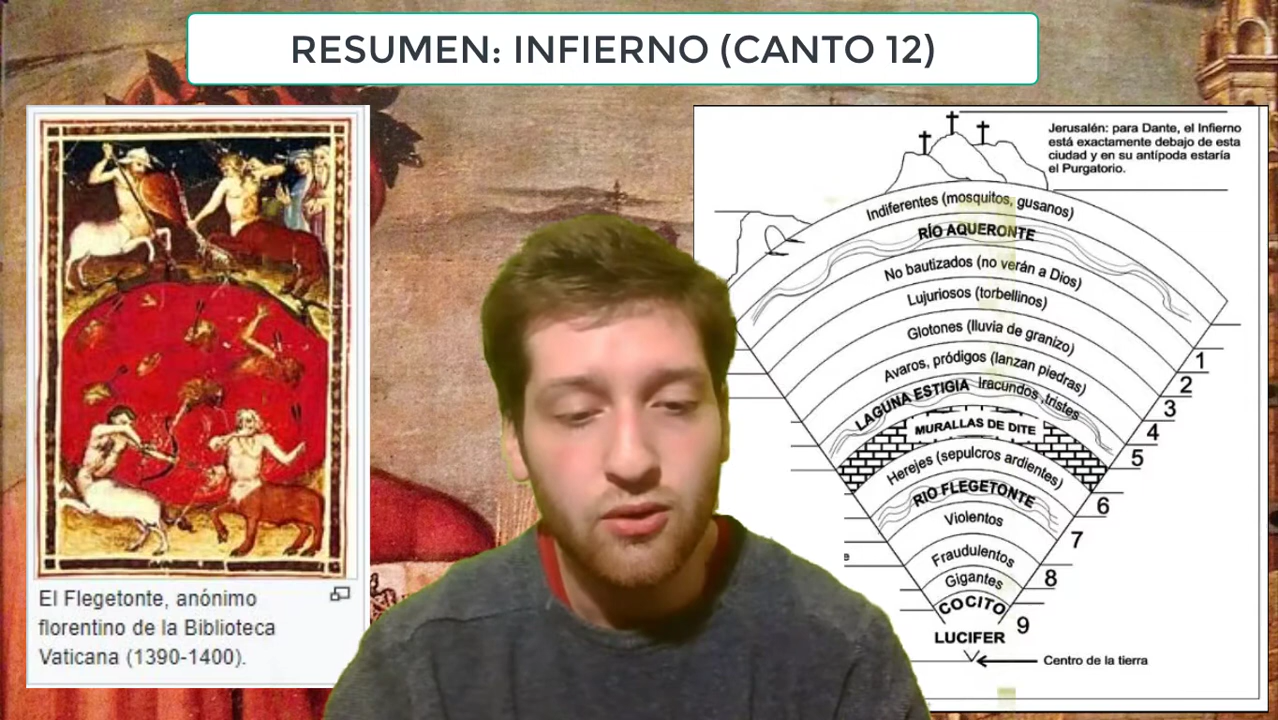 RESUMEN: INFIERNO (CANTO 12)
El Flegetonte, anónimo
florentino de la Biblioteca
Vaticana (1390-1400).
Jerusalén: para Dante, el Infierno
está exactamente debajo de esta
ciudad y en su antípoda estaría
el Purgatorio.
Indiferentes (mosquitos, gusanos)
RÍO AQUERONTE
No bautizados (no verán a Dios)
Lujuriosos (torbellinos)
Glotones (lluvia de granizo)
1
Avaros, pródigos (lanzan piedras)
2
LAGUNA ESTIGIA Iracundos ,tristes
3
MURALLAS DE DITE
4
5
Herejes (sepulcros ardientes)
RIO FLEGETONTE
6
Violentos
7
Fraudulentos
8
Gigantes
COCITO
9
LUCIFER
Centro de la tierra